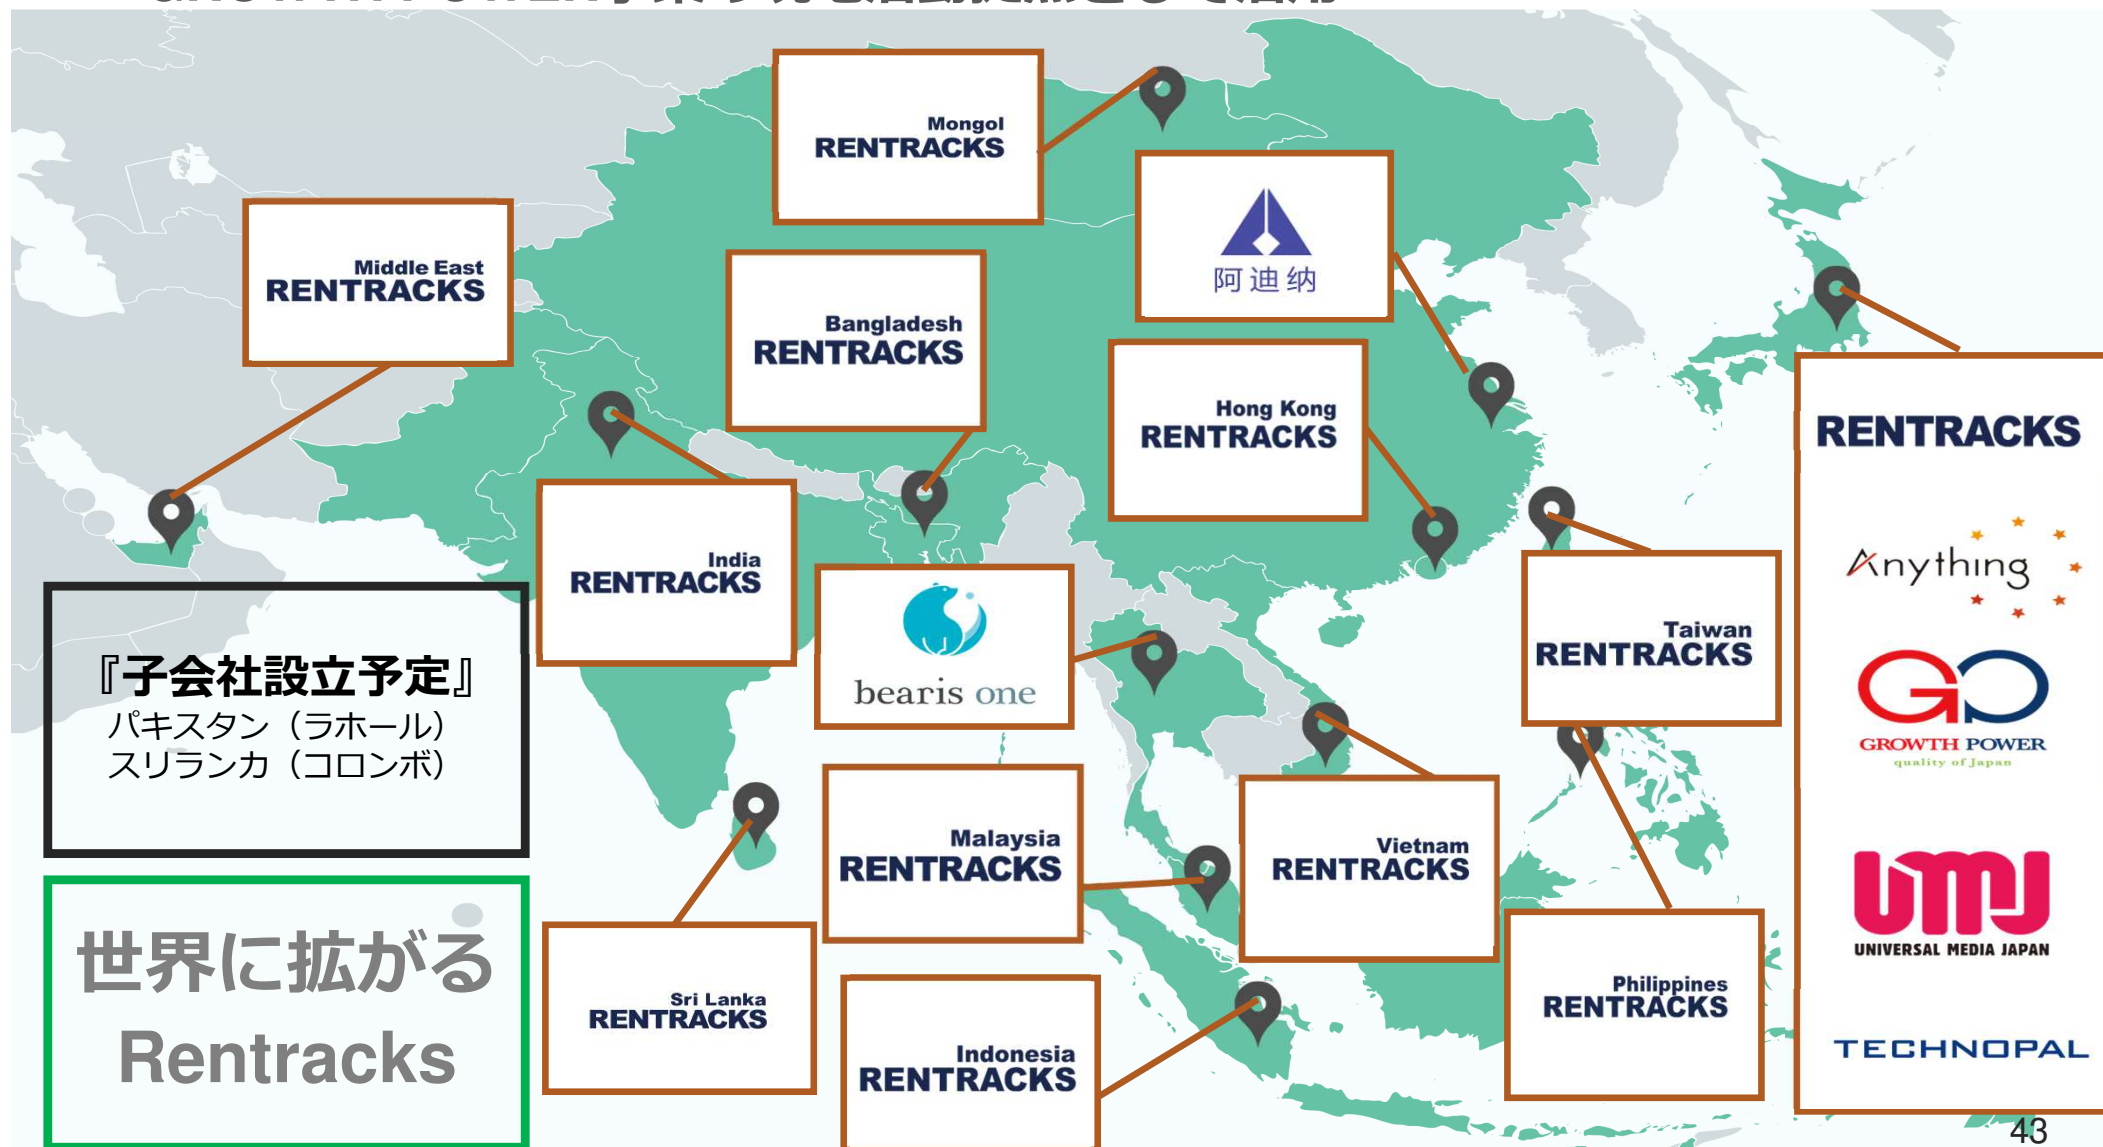 Mongol
RENTRACKS
阿迪纳
Middle East
RENTRACKS
Bangladesh
RENTRACKS
Hong Kong
RENTRACKS
India
RENTRACKS
bearis one
Taiwan
RENTRACKS
RENTRACKS
Anything
GROWTH POWER
quality of Japan
UMJ
UNIVERSAL MEDIA JAPAN
TECHNOPAL
『子会社設立予定』
パキスタン（ラホール）
スリランカ（コロンボ）
Malaysia
RENTRACKS
Vietnam
RENTRACKS
Sri Lanka
RENTRACKS
Indonesia
RENTRACKS
Philippines
RENTRACKS
世界に拡がる
Rentracks
43